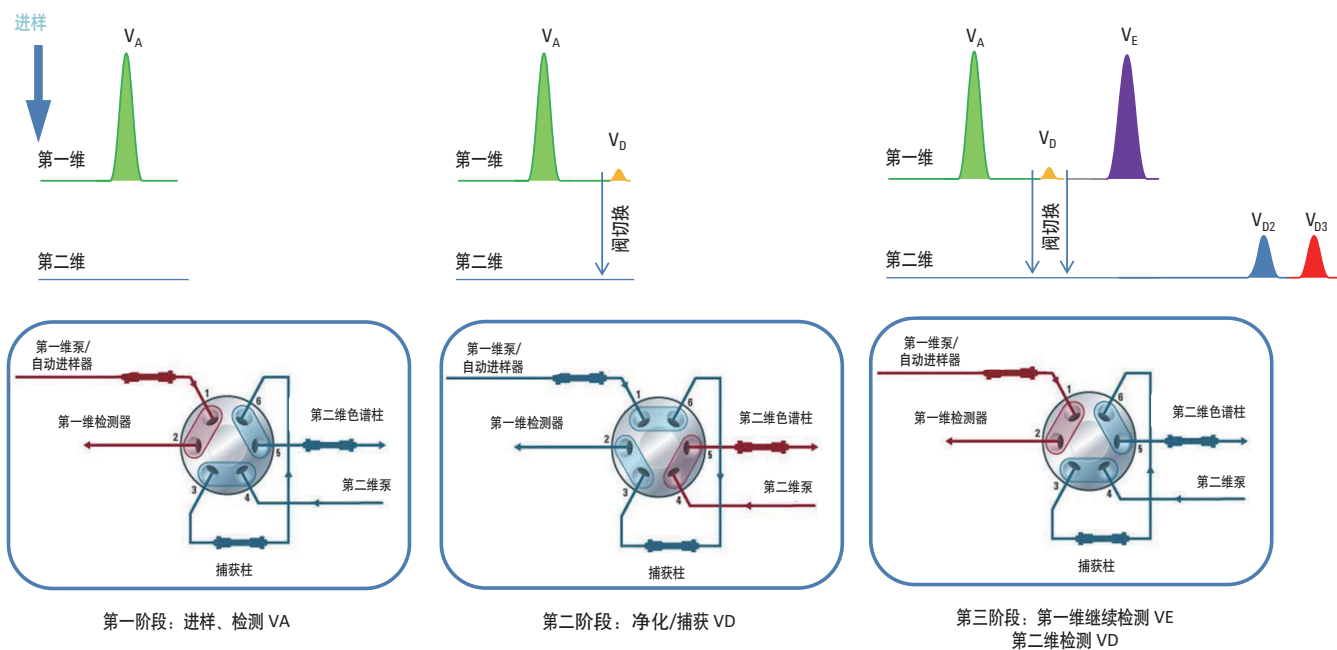 进样
V_A
第一维
第二维
V_A
V_D
第一维
阀切换
第二维
V_A
V_D
V_E
第一维
阀切换
第二维
V_D2
V_D3
第一维泵/
自动进样器
第一维检测器
第二维色谱柱
第二维泵
捕获柱
1
2
3
4
5
6
第一阶段：进样、检测 VA
第一维泵/
自动进样器
第一维检测器
第二维色谱柱
第二维泵
捕获柱
1
2
3
4
5
6
第二阶段：净化/捕获 VD
第一维泵/
自动进样器
第一维检测器
第二维色谱柱
第二维泵
捕获柱
1
2
3
4
5
6
第三阶段：第一维继续检测 VE
第二维检测 VD